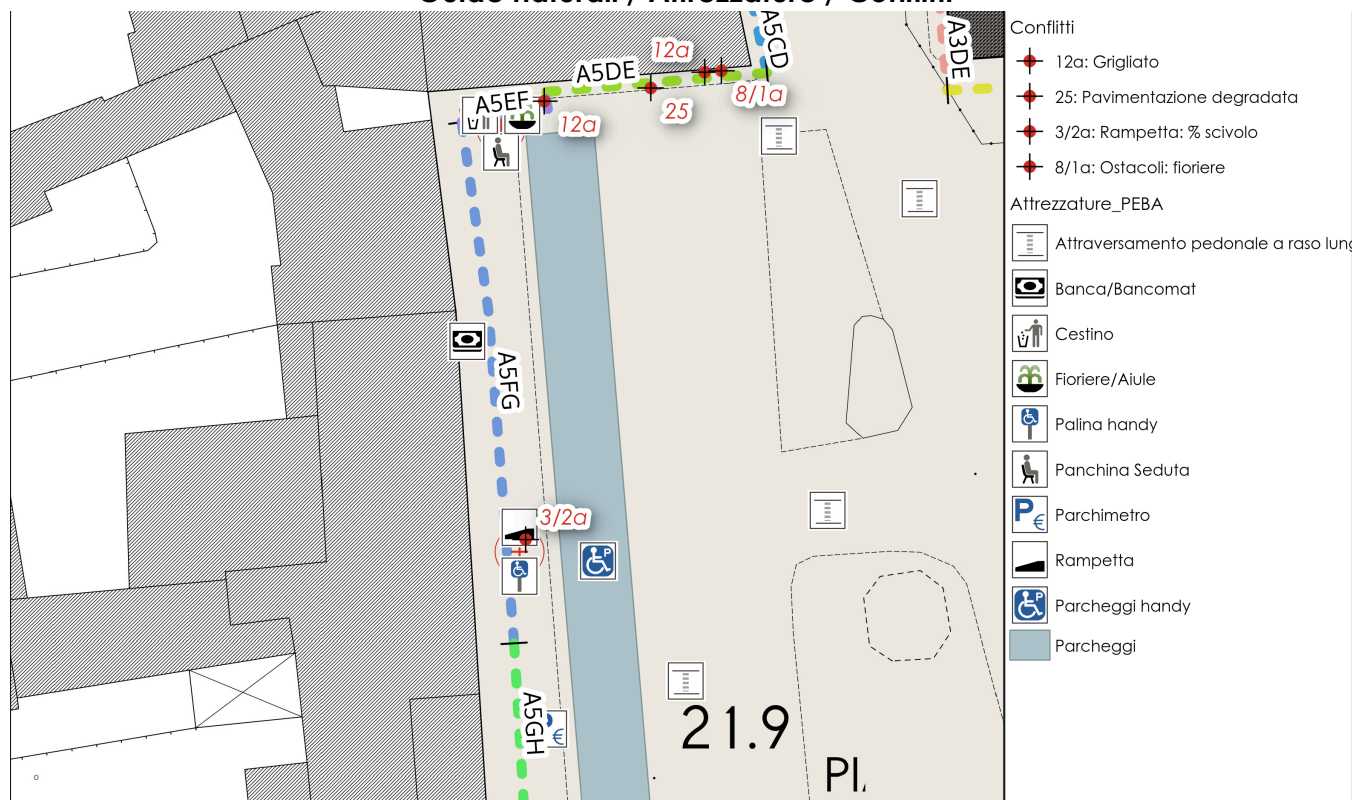 12a
A5CD
A3DE
A5DE
8/1a
A5EF
25
12a
A5FG
3/2a
A5GH
21.9
Conflitti
12a: Grigliato
25: Pavimentazione degradata
3/2a: Rampetta: % scivolo
8/1a: Ostacoli: fioriere
Attrezzature_PEBA
Attraversamento pedonale a raso
Banca/Bancomat
Cestino
Fioriere/Aiule
Palina handy
Panchina Seduta
P€ Parchimetro
Rampetta
P Parcheggi handy
Parcheggi